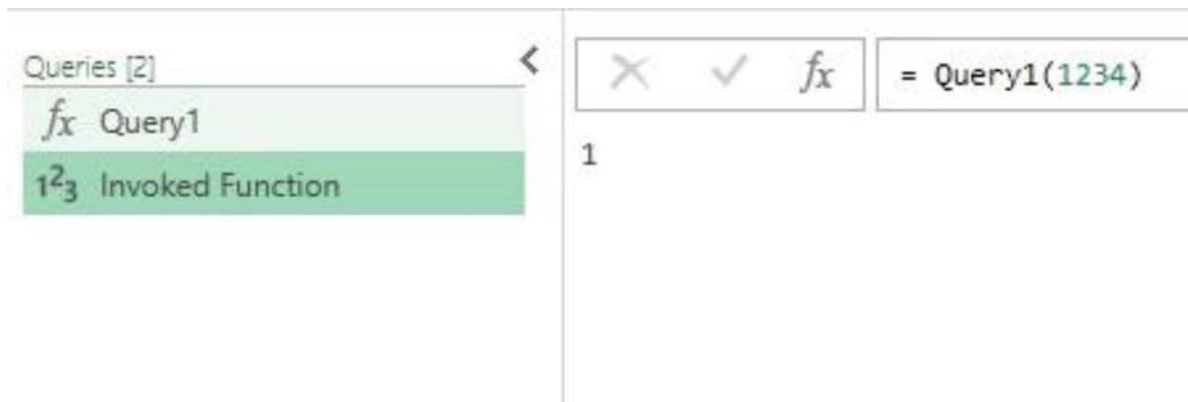 Queries [2]
fx Query1
1²3 Invoked Function
fx
= Query1(1234)
1